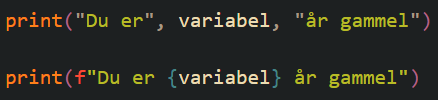 print("Du er", variabel, "år gammel")
print(f"Du er {variabel} år gammel")